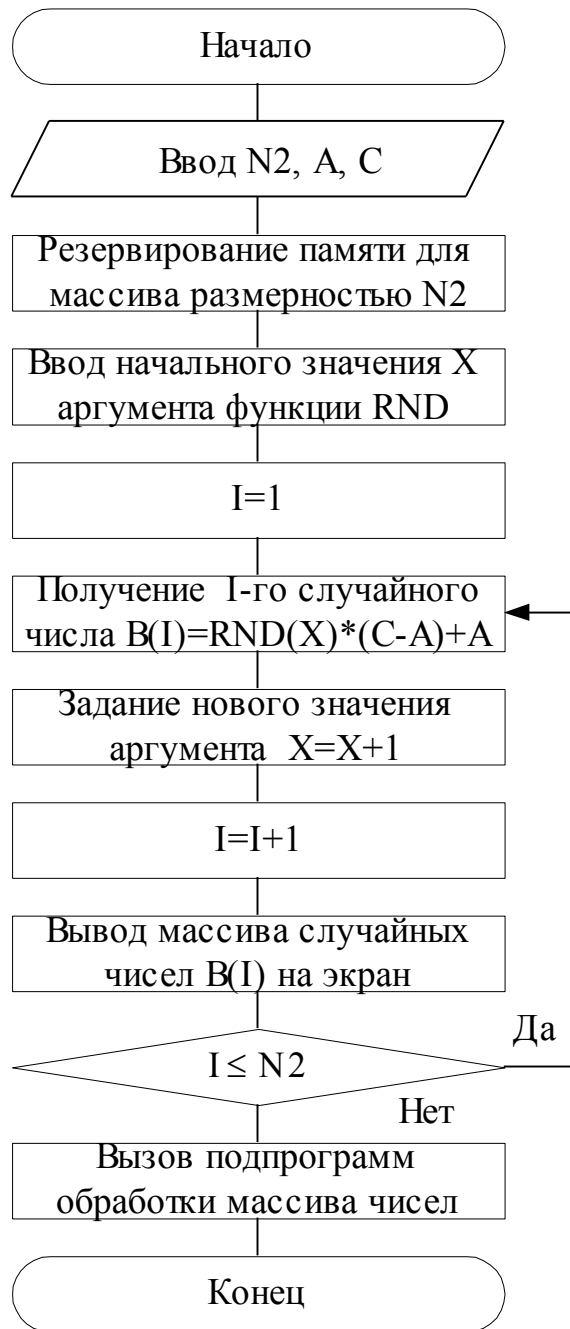 Начало
Ввод N2, A, C
Резервирование памяти для
массива размерностью N2
Ввод начального значения X
аргумента функции RND
I=1
Получение I-го случайного
числа B(I)=RND(X)*(C-A)+A
Задание нового значения
аргумента X=X+1
I=I+1
Вывод массива случайных
чисел B(I) на экран
Да
I ≤ N2
Нет
Вызов подпрограмм
обработки массива чисел
Конец